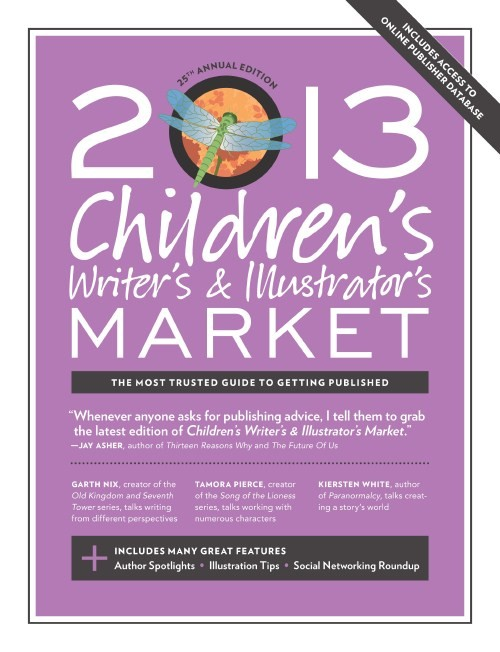 INCLUDES ACCESS TO
ONLINE PUBLISHER DATABASE
25TH ANNUAL EDITION
2013
Children's
Writer's & Illustrator's
MARKET
THE MOST TRUSTED GUIDE TO GETTING PUBLISHED
"Whenever anyone asks for publishing advice, I tell them to grab
the latest edition of Children's Writer's & Illustrator's Market."
—JAY ASHER, author of Thirteen Reasons Why and The Future Of Us
GARTH NIX, creator of the
Old Kingdom and Seventh
Tower series, talks writing
from different perspectives
TAMORA PIERCE, creator
of the Song of the Lioness
series, talks working with
numerous characters
KIERSTEN WHITE, author
of Paranormalcy, talks creat-
ing a story's world
+ INCLUDES MANY GREAT FEATURES
Author Spotlights • Illustration Tips • Social Networking Roundup